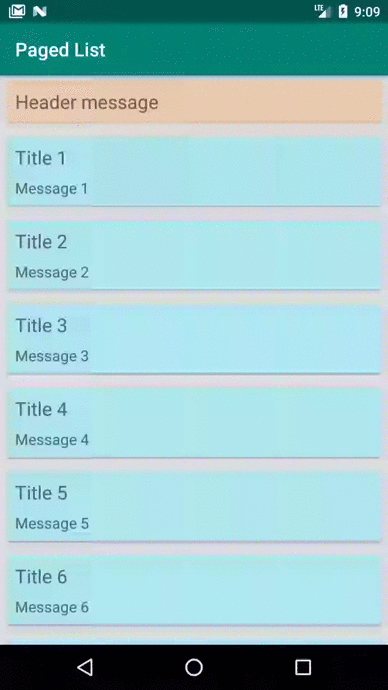 LTE 9:09
Paged List
Header message
Title 1
Message 1
Title 2
Message 2
Title 3
Message 3
Title 4
Message 4
Title 5
Message 5
Title 6
Message 6